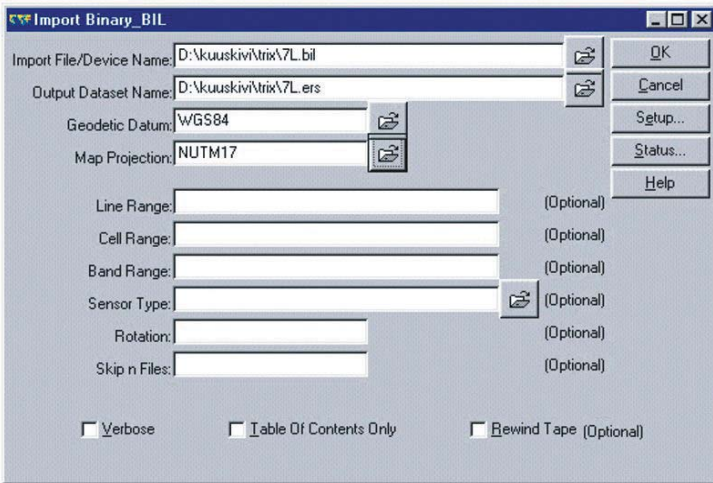 Import Binary_BIL
Import File/Device Name: D:\kuuskivi\trix\7L.bil
OK
Output Dataset Name: D:\kuuskivi\trix\7L.ers
Cancel
Geodetic Datum: WGS84
Setup...
Map Projection: NUTM17
Status...
Help
Line Range: (Optional)
Cell Range: (Optional)
Band Range: (Optional)
Sensor Type: (Optional)
Rotation: (Optional)
Skip n Files: (Optional)
Verbose
Table Of Contents Only
Rewind Tape (Optional)